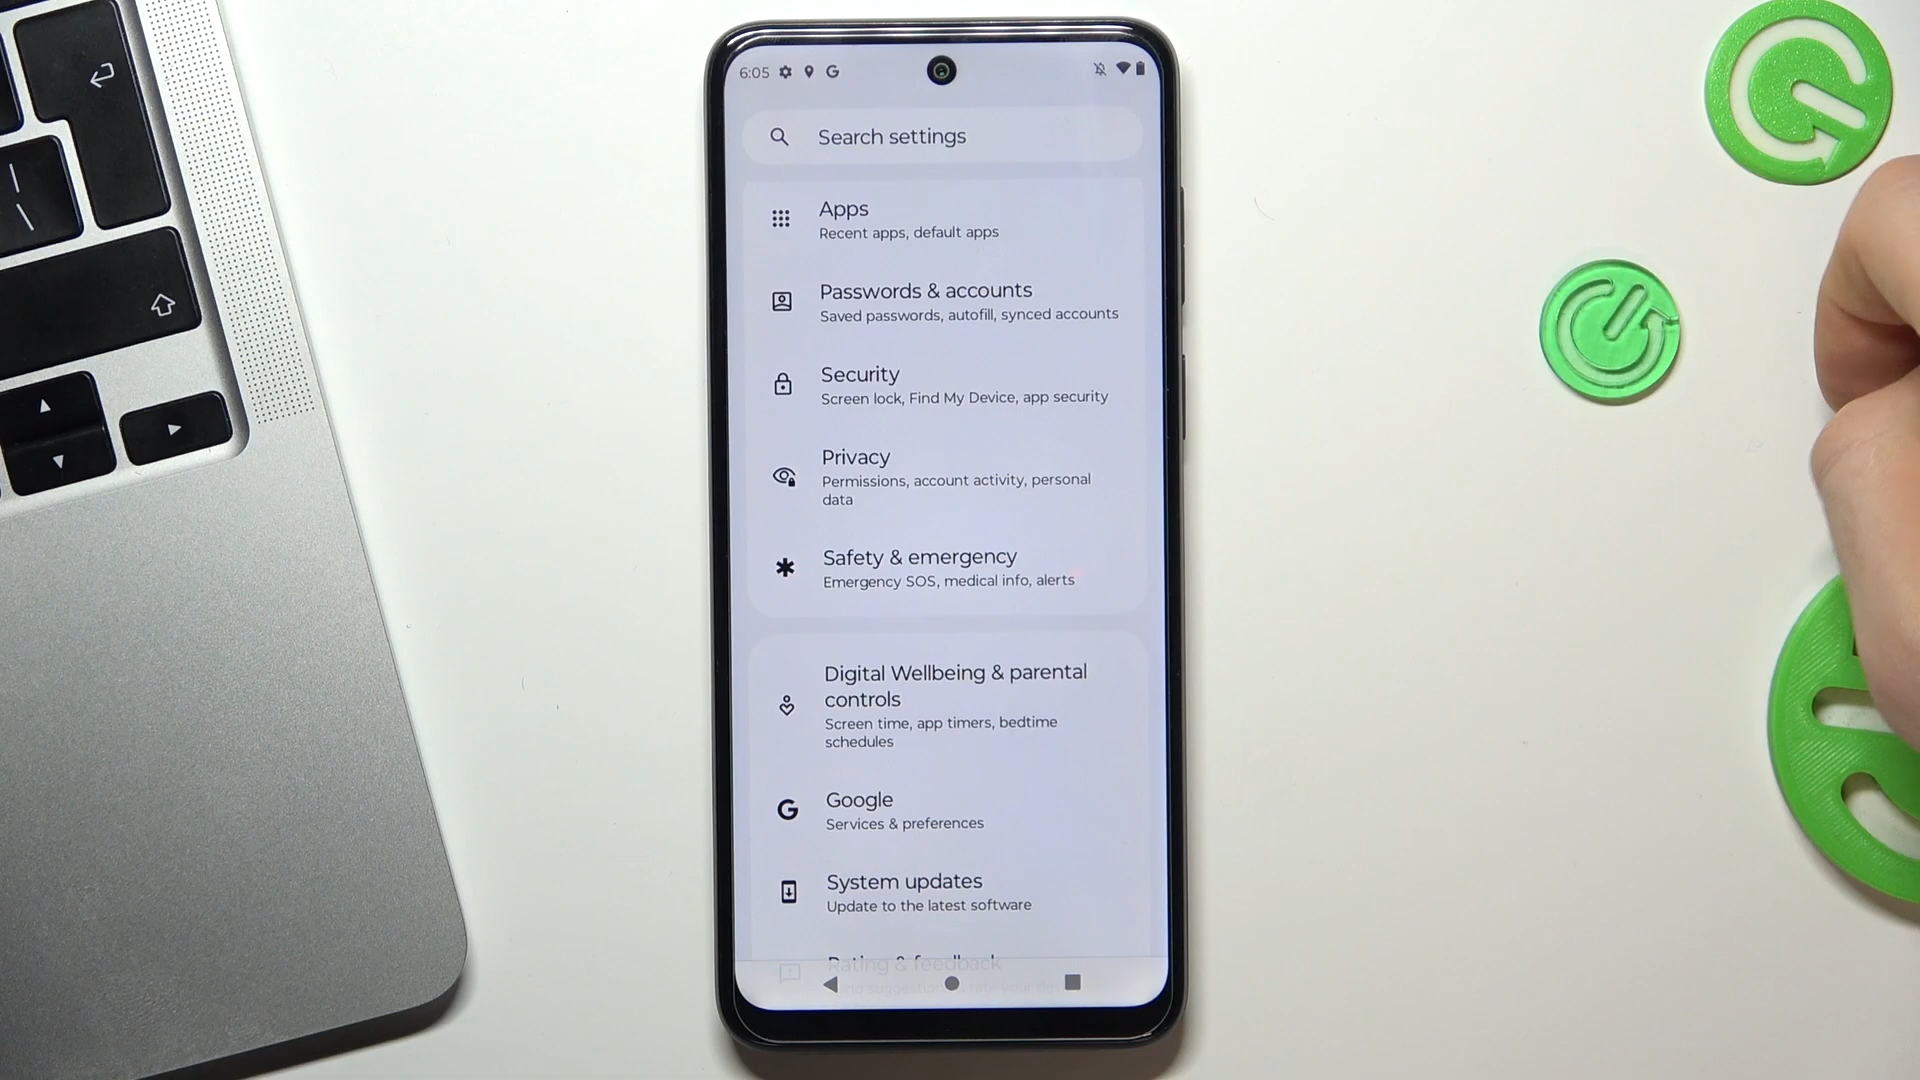 6:05
Search settings
Apps
Recent apps, default apps
Passwords & accounts
Saved passwords, autofill, synced accounts
Security
Screen lock, Find My Device, app security
Privacy
Permissions, account activity, personal
data
Safety & emergency
Emergency SOS, medical info, alerts
Digital Wellbeing & parental
controls
Screen time, app timers, bedtime
schedules
Google
Services & preferences
System updates
Update to the latest software
Rating & feedback